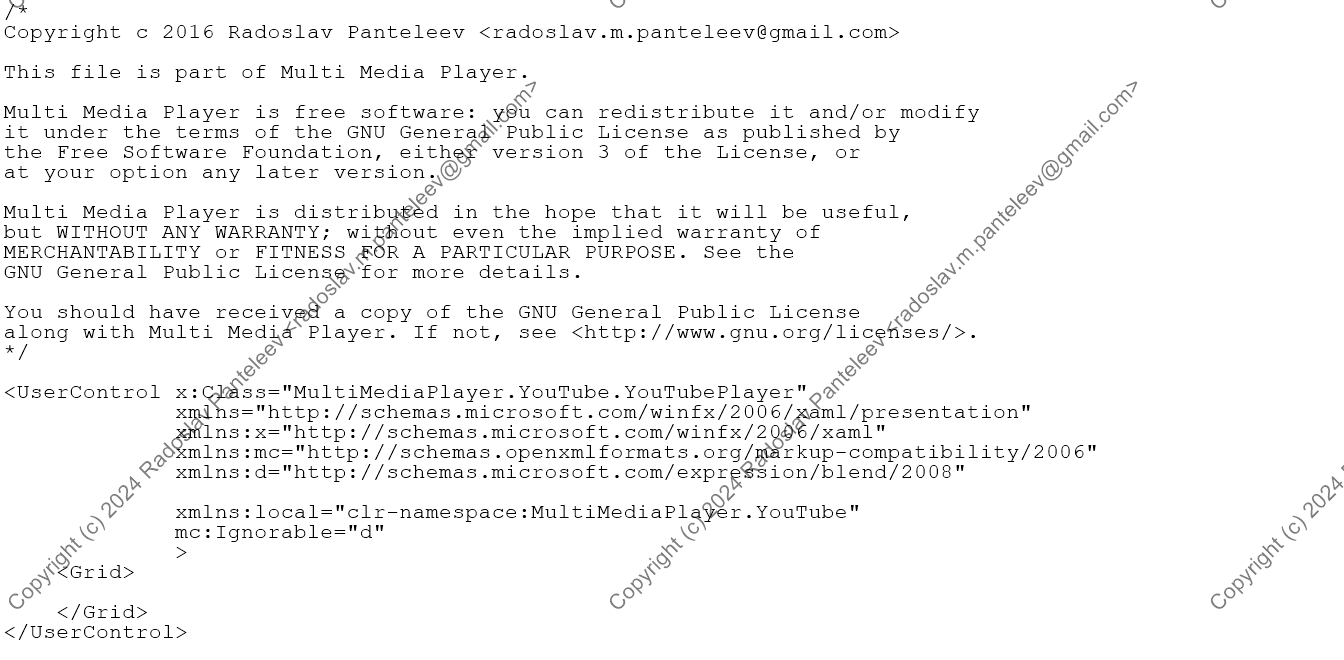 /*
Copyright c 2016 Radoslav Panteleev <radoslav.m.panteleev@gmail.com>

This file is part of Multi Media Player.

Multi Media Player is free software: you can redistribute it and/or modify
it under the terms of the GNU General Public License as published by
the Free Software Foundation, either version 3 of the License, or
at your option any later version.

Multi Media Player is distributed in the hope that it will be useful,
but WITHOUT ANY WARRANTY; without even the implied warranty of
MERCHANTABILITY or FITNESS FOR A PARTICULAR PURPOSE. See the
GNU General Public License for more details.

You should have received a copy of the GNU General Public License
along with Multi Media Player. If not, see <http://www.gnu.org/licenses/>.
*/

<UserControl x:Class="MultiMediaPlayer.YouTube.YouTubePlayer"
             xmlns="http://schemas.microsoft.com/winfx/2006/xaml/presentation"
             xmlns:x="http://schemas.microsoft.com/winfx/2006/xaml"
             xmlns:mc="http://schemas.openxmlformats.org/markup-compatibility/2006"
             xmlns:d="http://schemas.microsoft.com/expression/blend/2008"

             xmlns:local="clr-namespace:MultiMediaPlayer.YouTube"
             mc:Ignorable="d"
             >
    <Grid>

    </Grid>
</UserControl>
Copyright (c) 2024 Radoslav Panteleev <radoslav.m.panteleev@gmail.com>
Copyright (c) 2024 Radoslav Panteleev <radoslav.m.panteleev@gmail.com>
Copyright (c) 2024